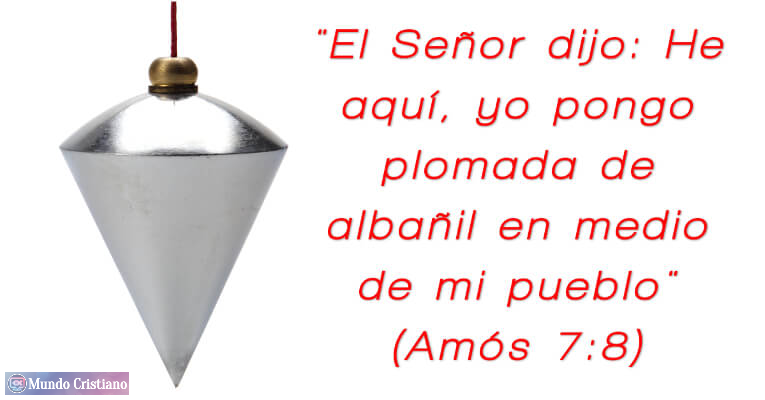 "El Señor dijo: He
aquí, yo pongo
plomada de
albañil en medio
de mi pueblo"
(Amós 7:8)
Mundo Cristiano